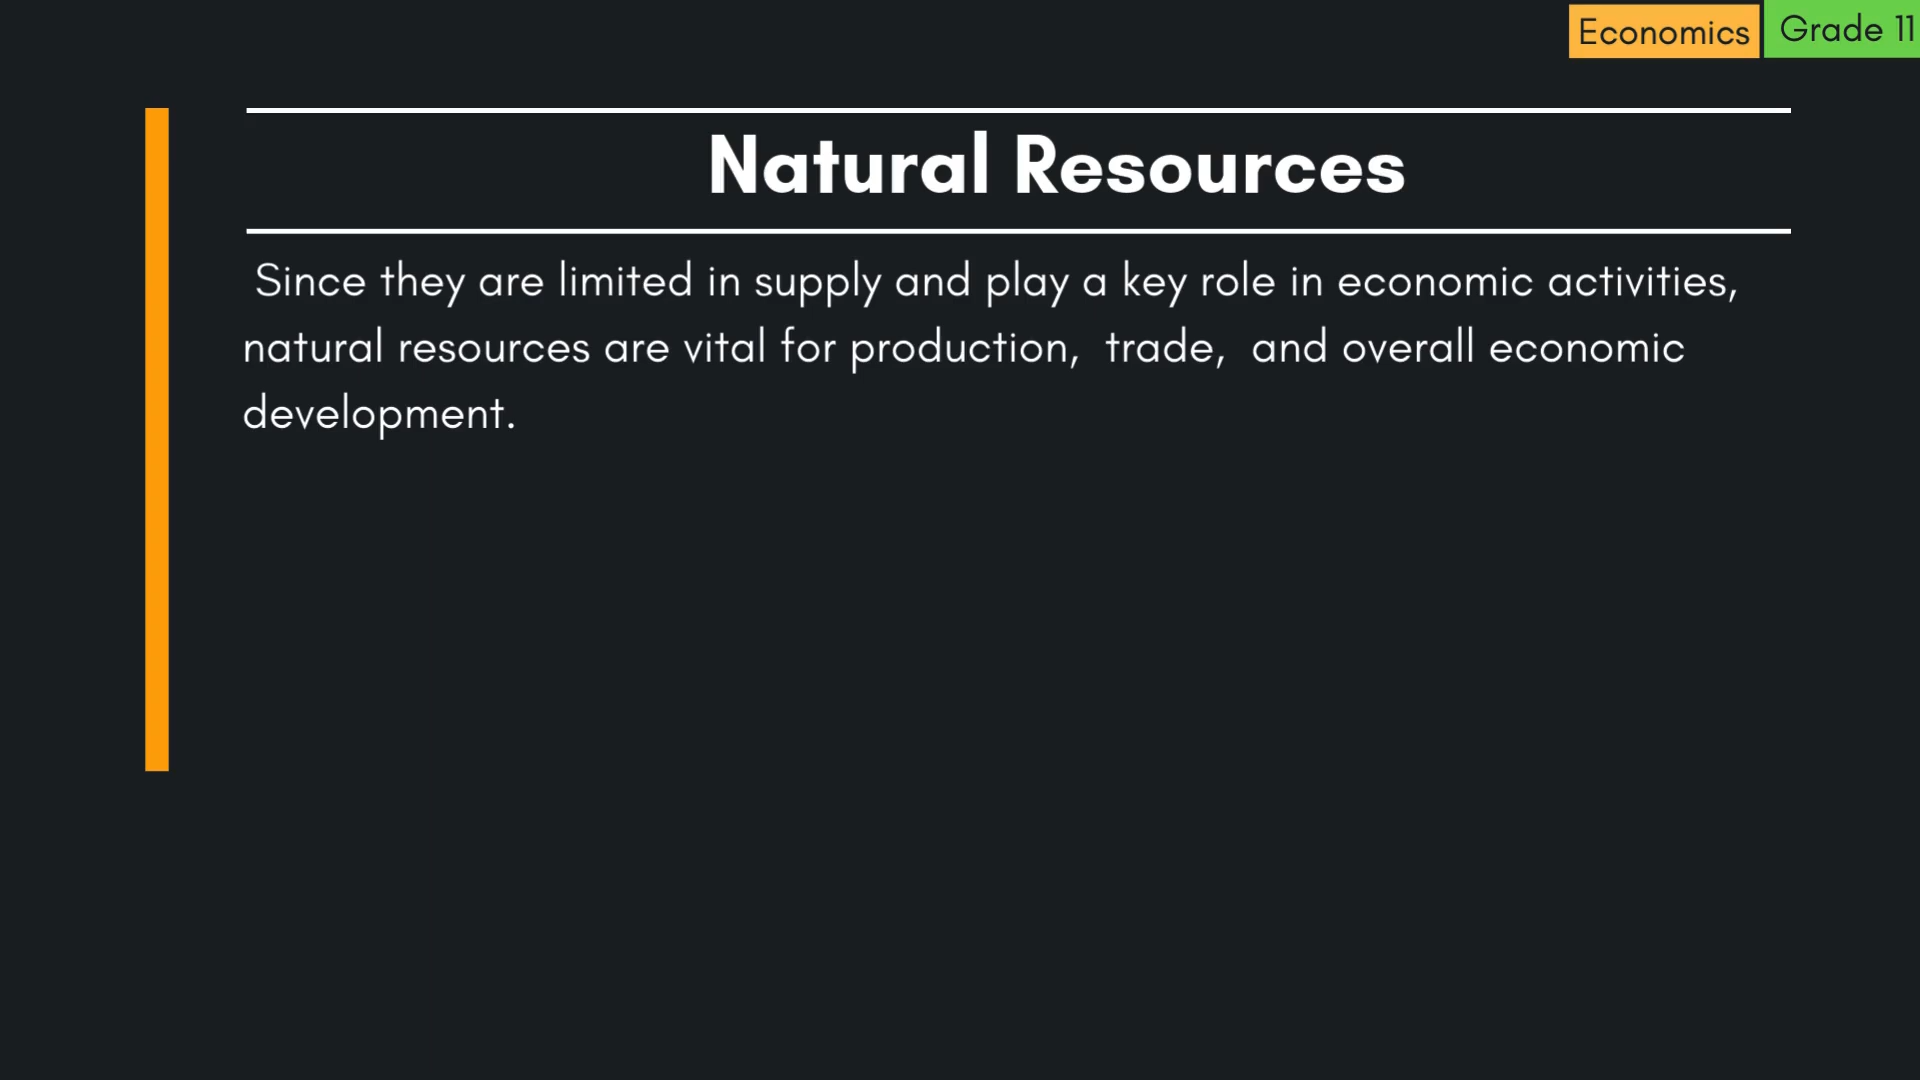 Economics
Grade 11
Natural Resources
Since they are limited in supply and play a key role in economic activities,
natural resources are vital for production, trade, and overall economic
development.